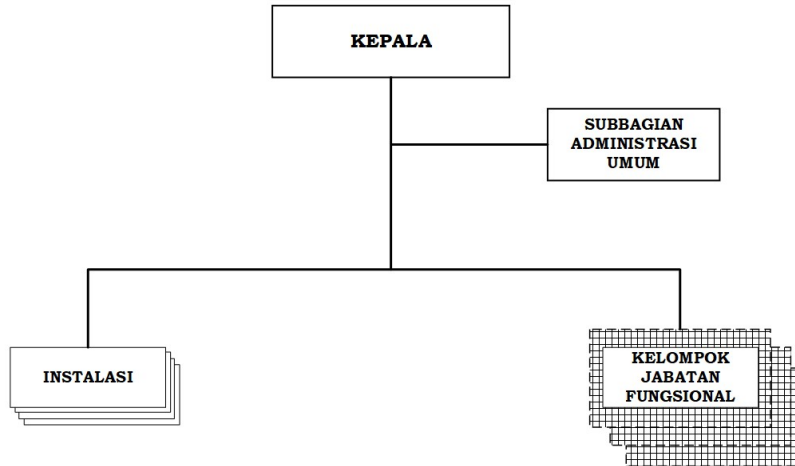 KEPALA
SUBBAGIAN
ADMINISTRASI
UMUM
INSTALASI
KELOMPOK
JABATAN
FUNGSIONAL